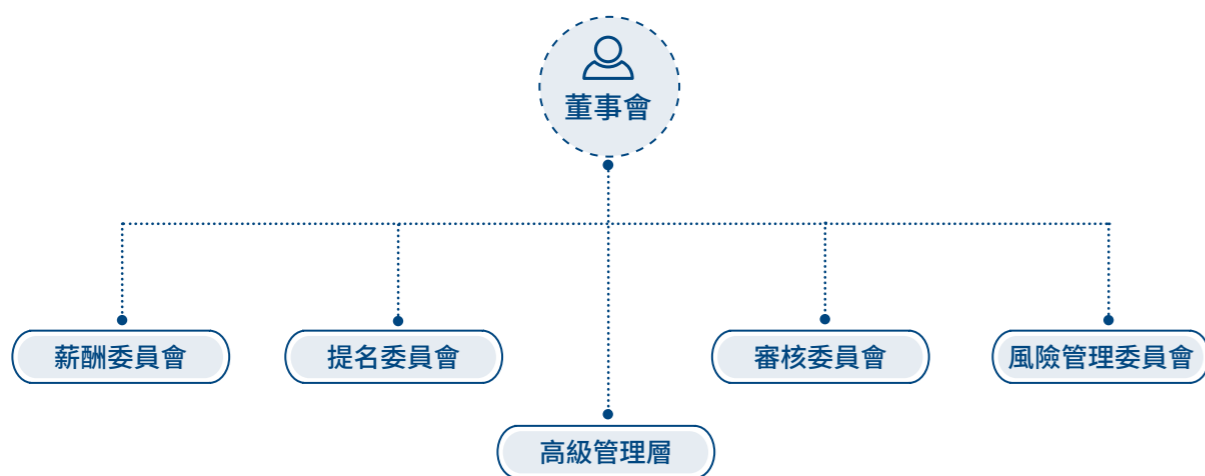 董事會
薪酬委員會
提名委員會
審核委員會
風險管理委員會
高級管理層